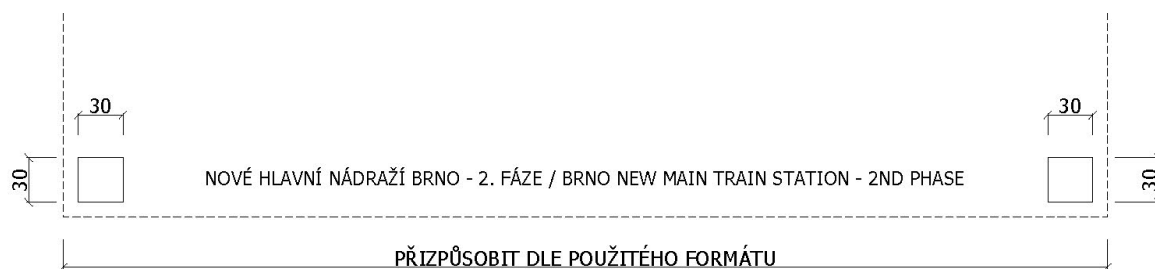 30 30
30 NOVÉ HLAVNÍ NÁDRAŽÍ BRNO - 2. FÁZE / BRNO NEW MAIN TRAIN STATION - 2ND PHASE 30
PŘIZPŮSOBIT DLE POUŽITÉHO FORMÁTU